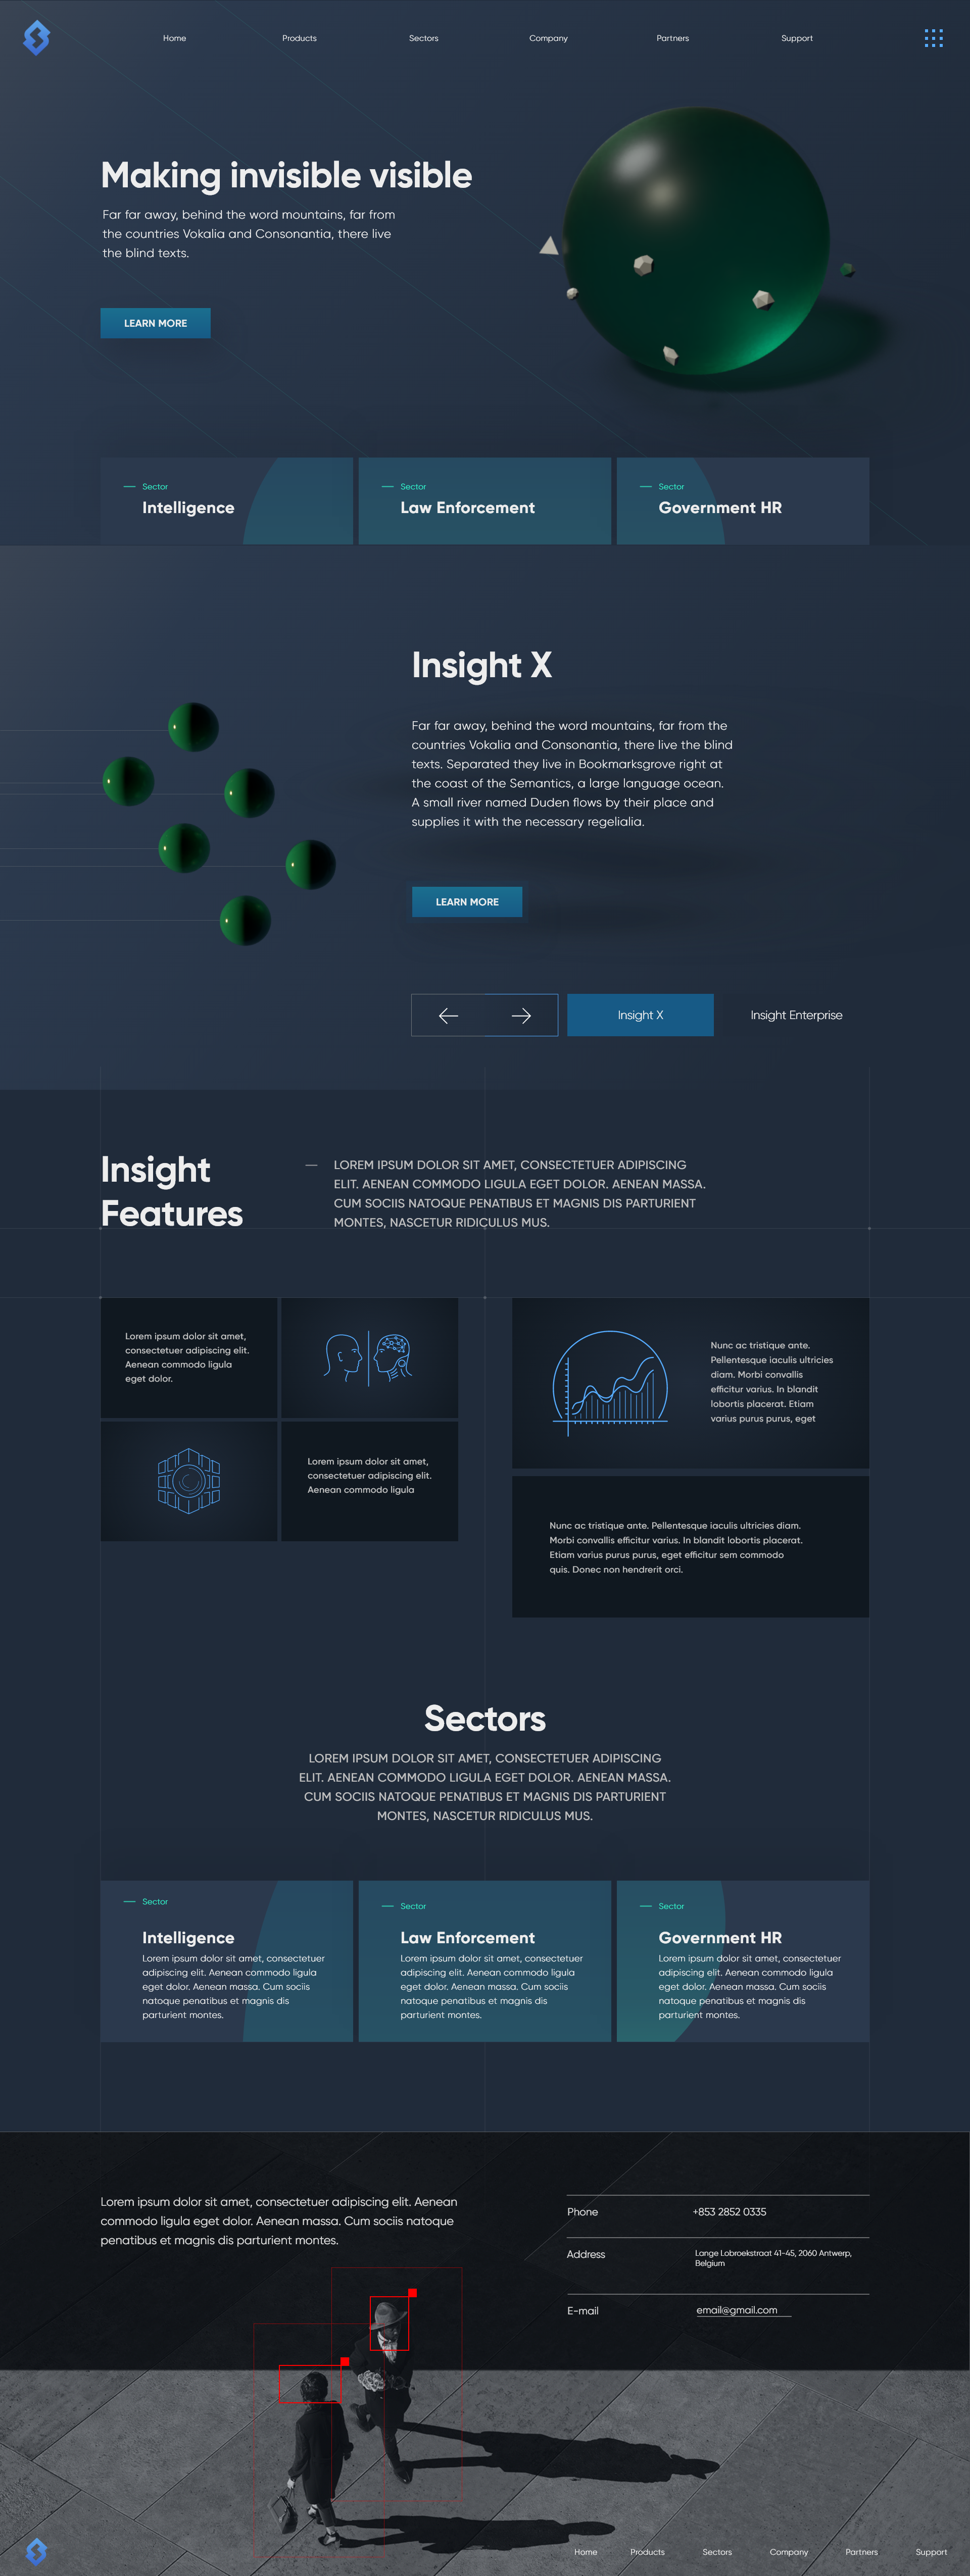 Home
Products
Sectors
Company
Partners
Support
Making invisible visible
Far far away, behind the word mountains, far from
the countries Vokalia and Consonantia, there live
the blind texts.
LEARN MORE
Sector
Intelligence
Sector
Law Enforcement
Sector
Government HR
Insight X
Far far away, behind the word mountains, far from the
countries Vokalia and Consonantia, there live the blind
texts. Separated they live in Bookmarksgrove right at
the coast of the Semantics, a large language ocean.
A small river named Duden flows by their place and
supplies it with the necessary regelialia.
LEARN MORE
Insight X
Insight Enterprise
Insight
Features
LOREM IPSUM DOLOR SIT AMET, CONSECTETUER ADIPISCING
ELIT. AENEAN COMMODO LIGULA EGET DOLOR. AENEAN MASSA.
CUM SOCIIS NATOQUE PENATIBUS ET MAGNIS DIS PARTURIENT
MONTES, NASCETUR RIDICULUS MUS.
Lorem ipsum dolor sit amet,
consectetuer adipiscing elit.
Aenean commodo ligula
eget dolor.
Lorem ipsum dolor sit amet,
consectetuer adipiscing elit.
Aenean commodo ligula
Nunc ac tristique ante.
Pellentesque iaculis ultricies
diam. Morbi convallis
efficitur varius. In blandit
lobortis placerat. Etiam
varius purus purus, eget
Nunc ac tristique ante. Pellentesque iaculis ultricies diam.
Morbi convallis efficitur varius. In blandit lobortis placerat.
Etiam varius purus purus, eget efficitur sem commodo
quis. Donec non hendrerit orci.
Sectors
LOREM IPSUM DOLOR SIT AMET, CONSECTETUER ADIPISCING
ELIT. AENEAN COMMODO LIGULA EGET DOLOR. AENEAN MASSA.
CUM SOCIIS NATOQUE PENATIBUS ET MAGNIS DIS PARTURIENT
MONTES, NASCETUR RIDICULUS MUS.
Sector
Intelligence
Lorem ipsum dolor sit amet, consectetuer
adipiscing elit. Aenean commodo ligula
eget dolor. Aenean massa. Cum sociis
natoque penatibus et magnis dis
parturient montes.
Sector
Law Enforcement
Lorem ipsum dolor sit amet, consectetuer
adipiscing elit. Aenean commodo ligula
eget dolor. Aenean massa. Cum sociis
natoque penatibus et magnis dis
parturient montes.
Sector
Government HR
Lorem ipsum dolor sit amet, consectetuer
adipiscing elit. Aenean commodo ligula
eget dolor. Aenean massa. Cum sociis
natoque penatibus et magnis dis
parturient montes.
Lorem ipsum dolor sit amet, consectetuer adipiscing elit. Aenean
commodo ligula eget dolor. Aenean massa. Cum sociis natoque
penatibus et magnis dis parturient montes.
Phone
+853 2852 0335
Address
Lange Lobroekstraat 41-45, 2060 Antwerp,
Belgium
E-mail
email@gmail.com
Home
Products
Sectors
Company
Partners
Support